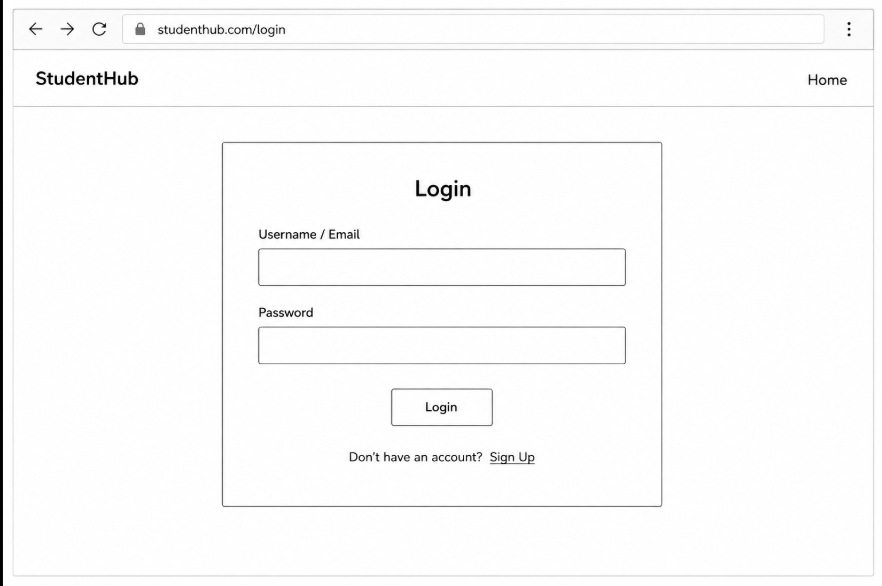 studenthub.com/login
StudentHub
Home
Login
Username / Email
Password
Login
Don't have an account? Sign Up